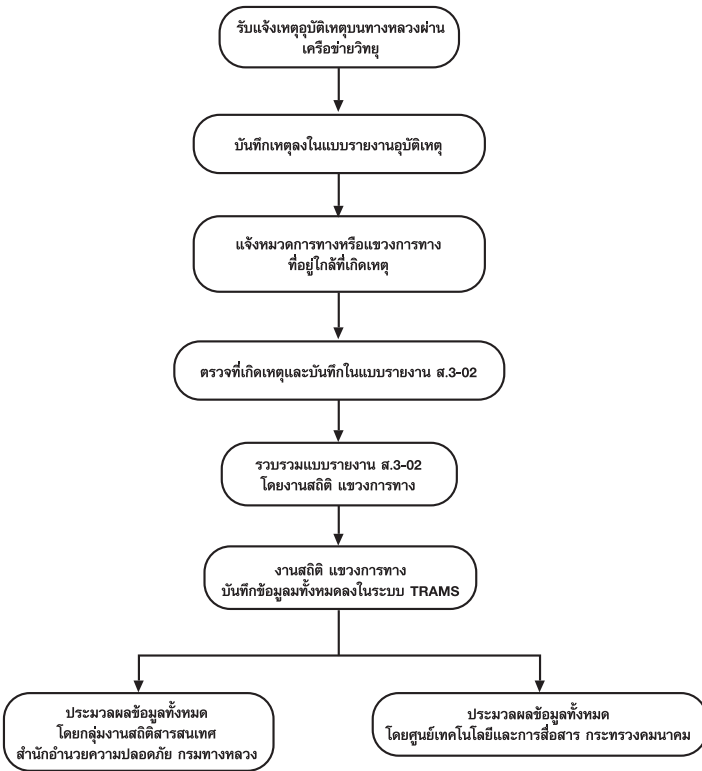 รับแจ้งเหตุอุบัติเหตุบนทางหลวงผ่าน
เครือข่ายวิทยุ
บันทึกเหตุลงในแบบรายงานอุบัติเหตุ
แจ้งหมวดการทางหรือแขวงการทาง
ที่อยู่ใกล้ที่เกิดเหตุ
ตรวจที่เกิดเหตุและบันทึกในแบบรายงาน ส.3-02
รวบรวมแบบรายงาน ส.3-02
โดยงานสถิติ แขวงการทาง
งานสถิติ แขวงการทาง
บันทึกข้อมูลมทั้งหมดลงในระบบ TRAMS
ประมวลผลข้อมูลทั้งหมด
โดยกลุ่มงานสถิติสารสนเทศ
สำนักอำนวยความปลอดภัย กรมทางหลวง
ประมวลผลข้อมูลทั้งหมด
โดยศูนย์เทคโนโลยีและการสื่อสาร กระทรวงคมนาคม